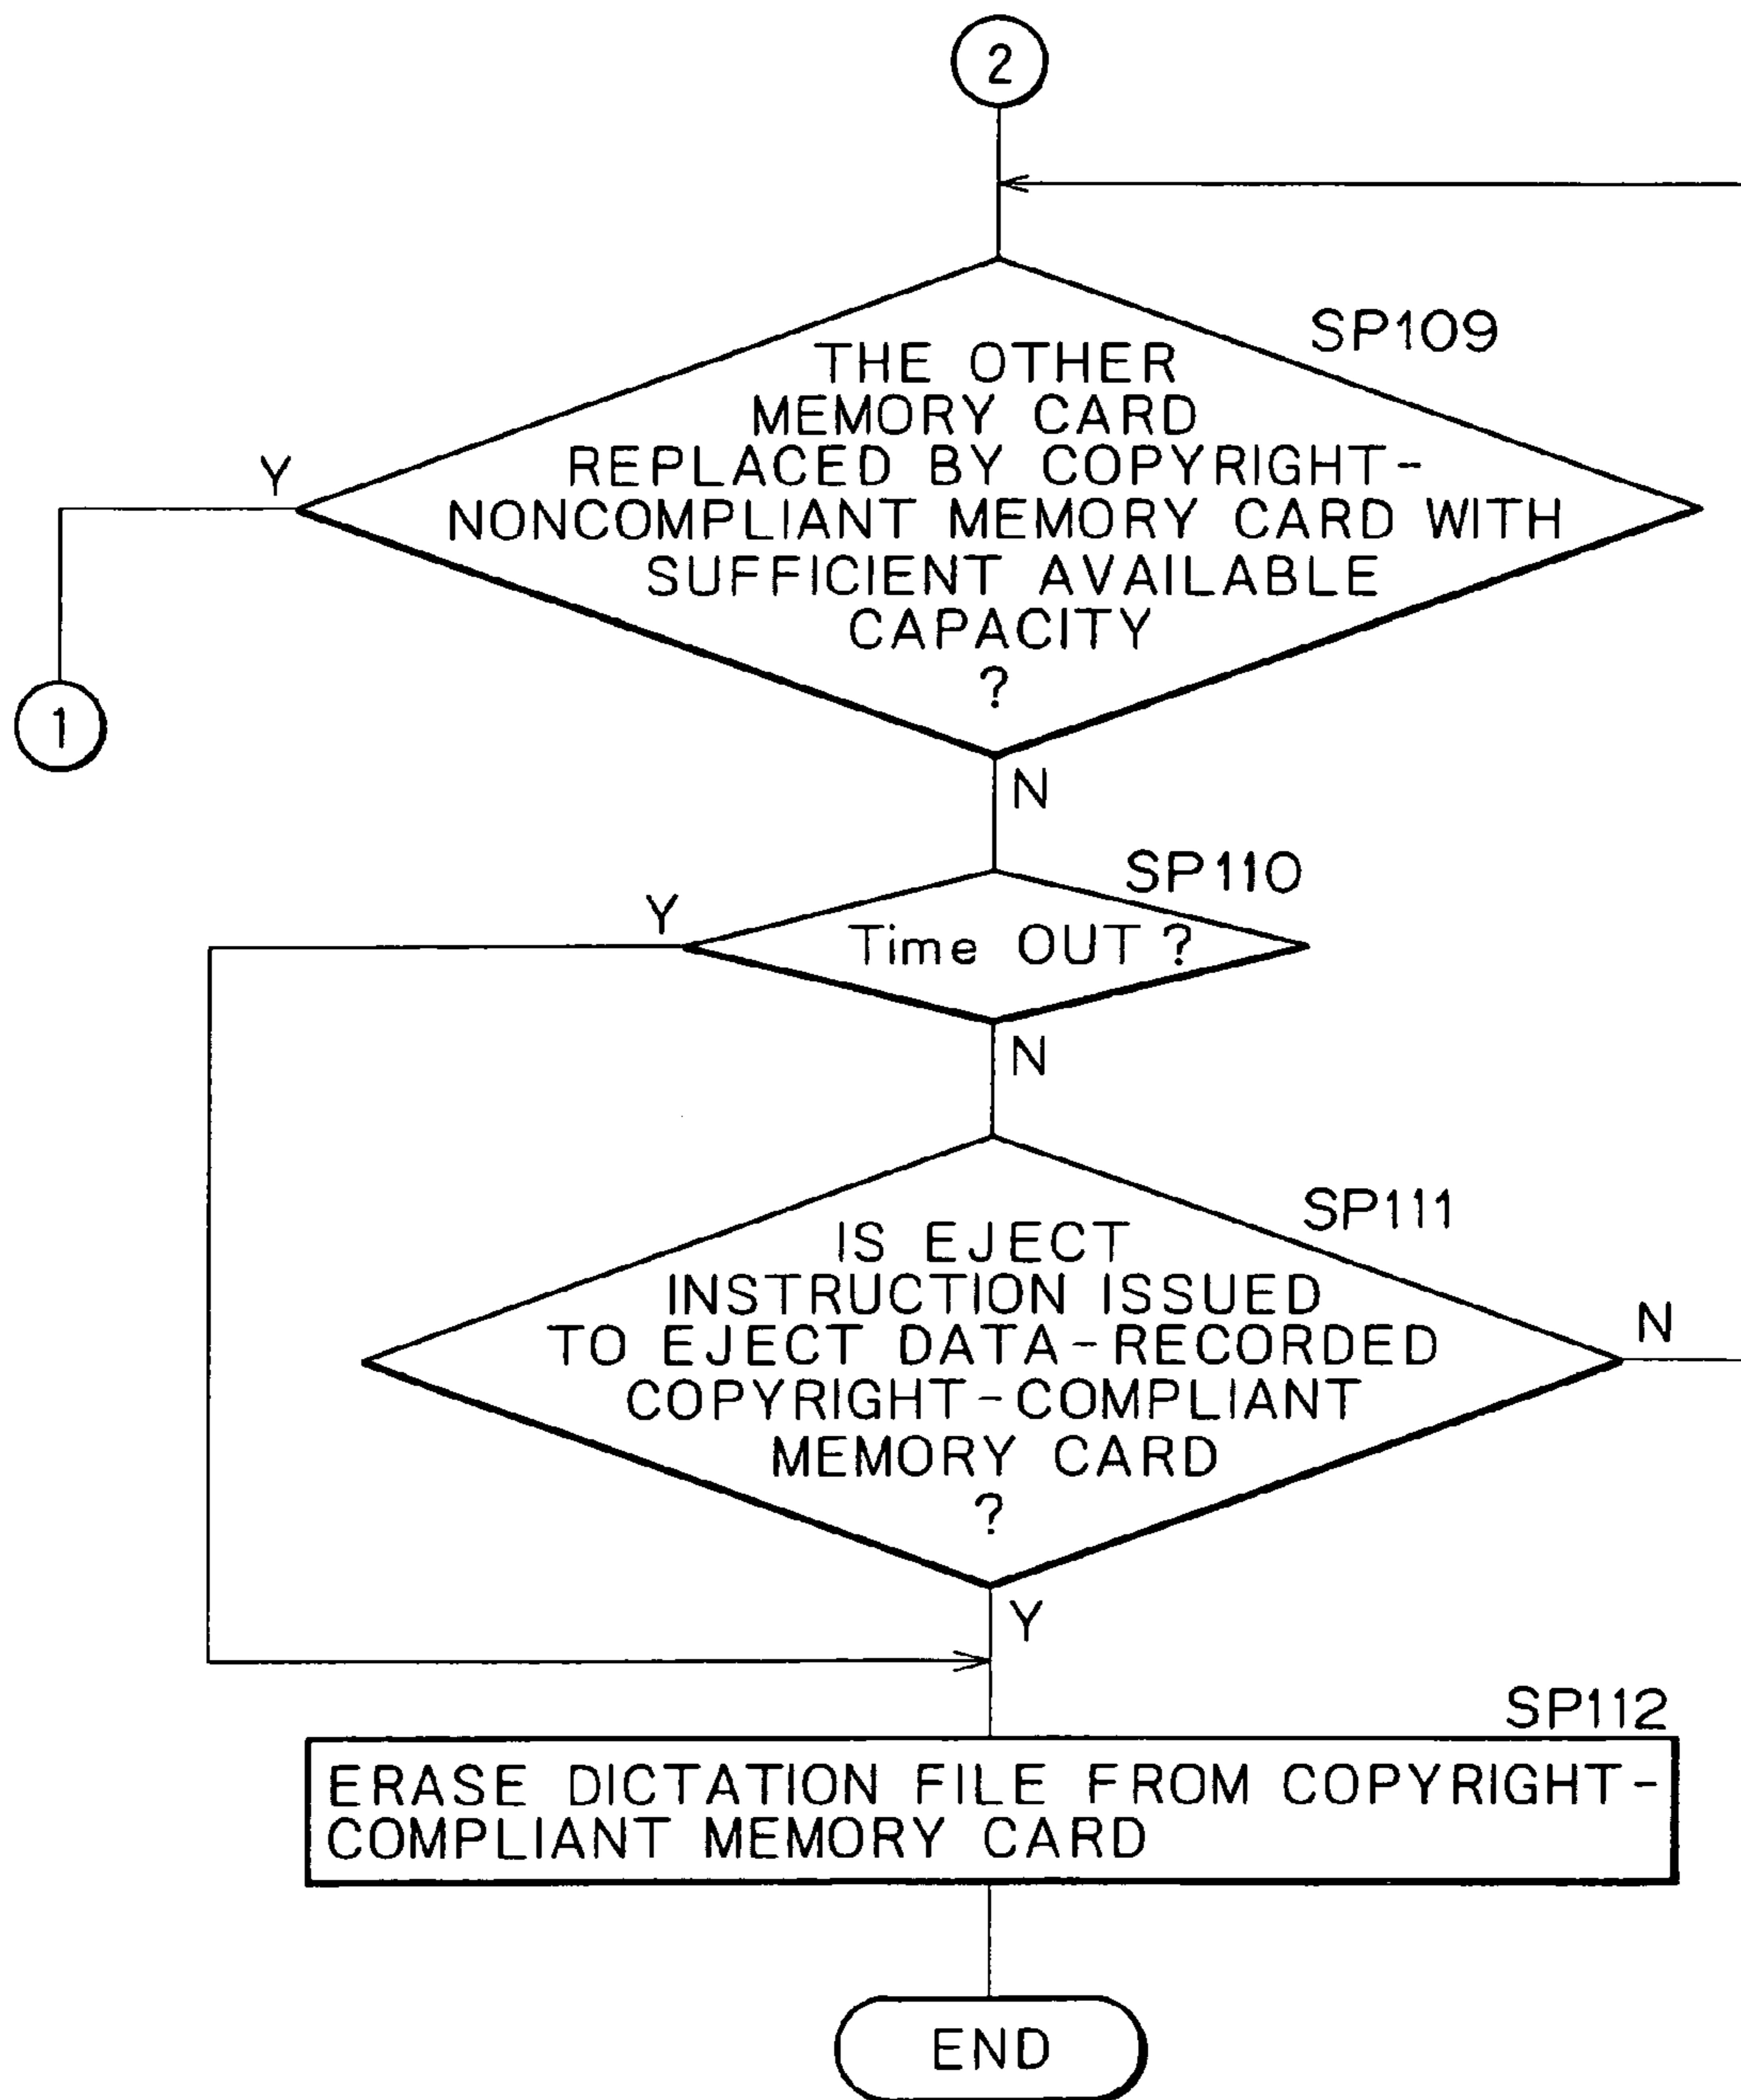 2
SP109
THE OTHER
MEMORY CARD
REPLACED BY COPYRIGHT-
NONCOMPLIANT MEMORY CARD WITH
SUFFICIENT AVAILABLE
CAPACITY
?
Y
1
N
SP110
Y
Time OUT ?
N
SP111
IS EJECT
INSTRUCTION ISSUED
TO EJECT DATA-RECORDED
COPYRIGHT-COMPLIANT
MEMORY CARD
?
N
Y
SP112
ERASE DICTATION FILE FROM COPYRIGHT-
COMPLIANT MEMORY CARD
END